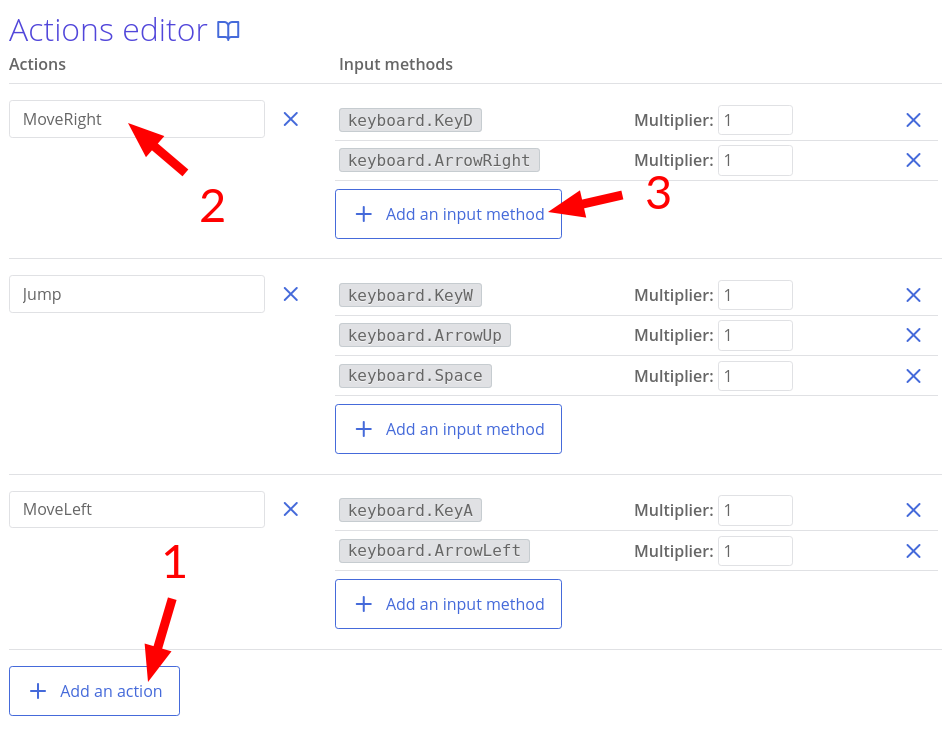 Actions editor
Actions Input methods
MoveRight keyboard.KeyD Multiplier: 1
keyboard.ArrowRight Multiplier: 1
2 Add an input method 3
Jump keyboard.KeyW Multiplier: 1
keyboard.ArrowUp Multiplier: 1
keyboard.Space Multiplier: 1
Add an input method
MoveLeft keyboard.KeyA Multiplier: 1
1 keyboard.ArrowLeft Multiplier: 1
Add an input method
Add an action